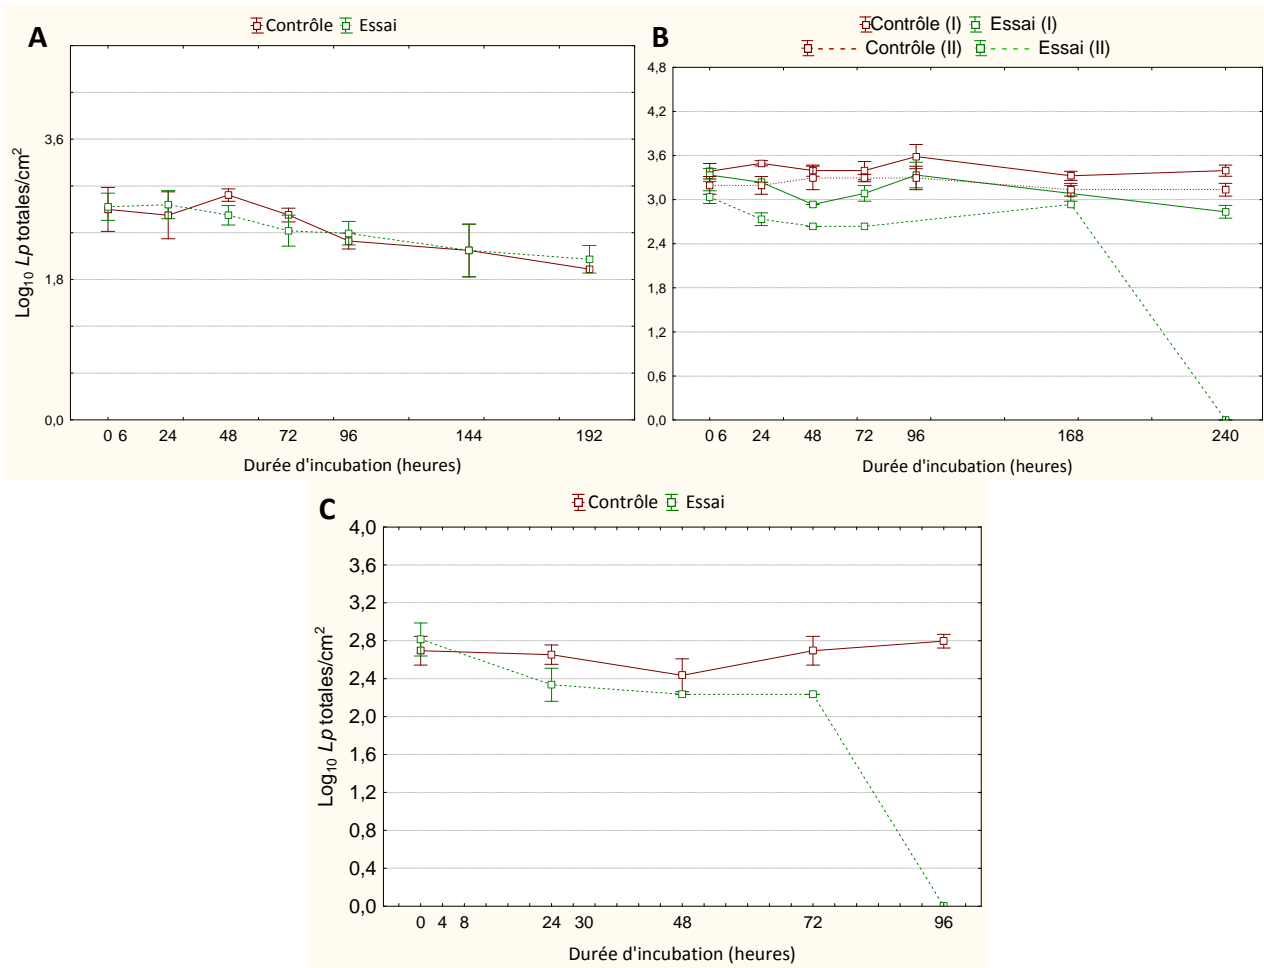 A
Contrôle Essai
Log10 Lp totales/cm2
3,6
1,8
0,0
0 6 24 48 72 96 144 192
Durée d'incubation (heures)
B
Contrôle (I) Essai (I)
Contrôle (II) Essai (II)
4,8
4,2
3,6
3,0
2,4
1,8
1,2
0,6
0,0
0 6 24 48 72 96 168 240
Durée d'incubation (heures)
C
Contrôle Essai
Log10 Lp totales/cm2
4,0
3,6
3,2
2,8
2,4
2,0
1,6
1,2
0,8
0,4
0,0
0 4 8 24 30 48 72 96
Durée d'incubation (heures)